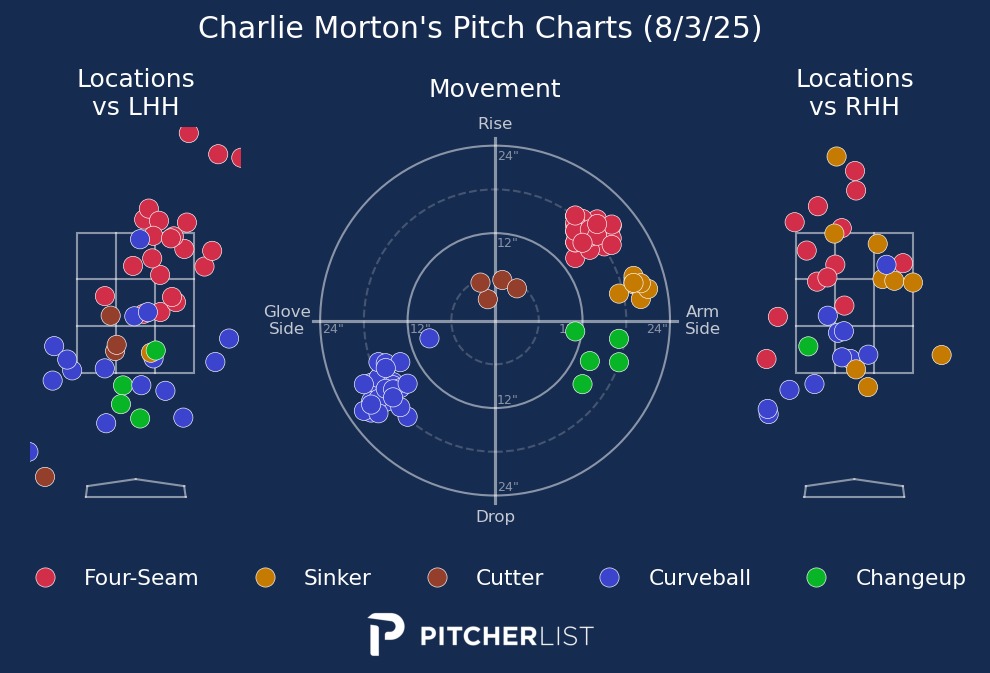 Charlie Morton's Pitch Charts (8/3/25)
Locations
vs LHH
Movement
Locations
vs RHH
Rise
24"
12"
Glove
Side
24"
12"
24"
Arm
Side
12"
24"
Drop
Four-Seam
Sinker
Cutter
Curveball
Changeup
PITCHERLIST